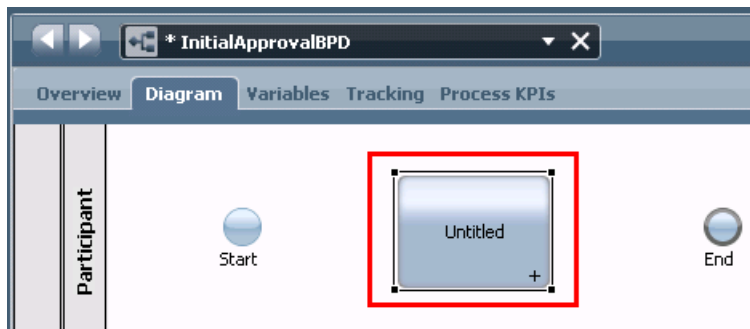 * InitialApprovalBPD
Overview Diagram Variables Tracking Process KPIs
Participant
Untitled
+
Start
End